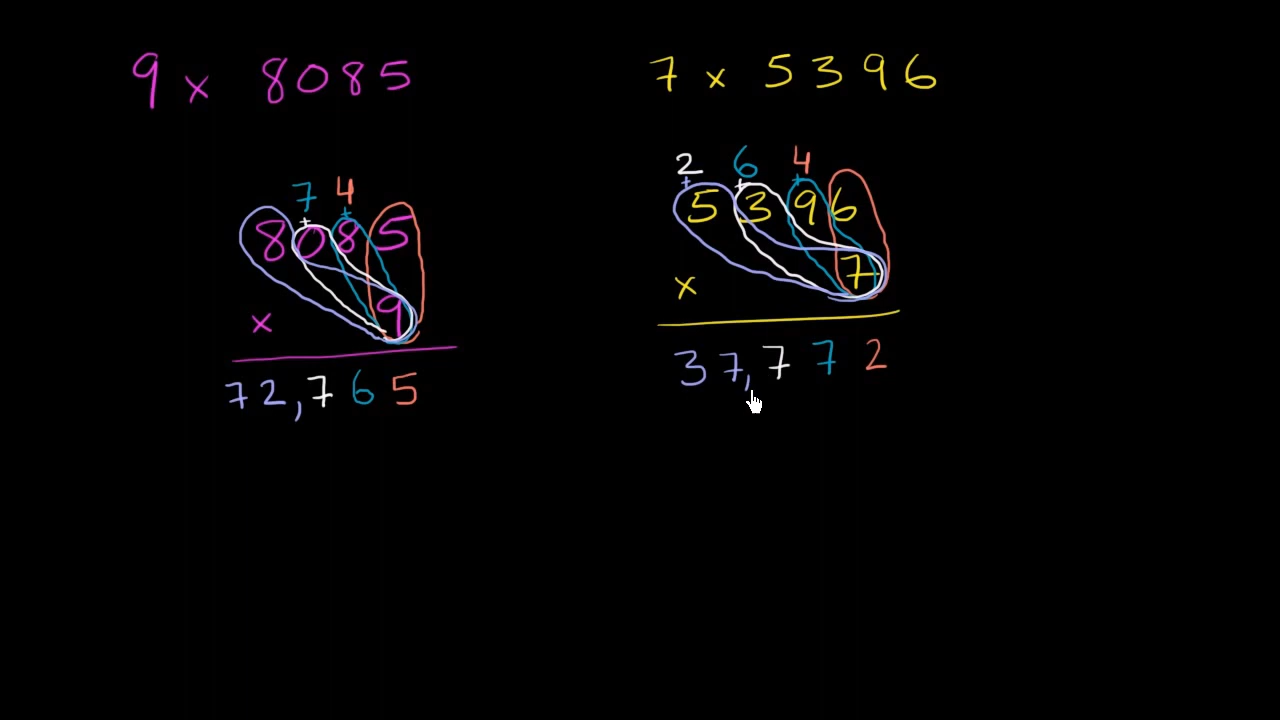 9 x 8085
7 4
8085
x 9
72,765
7 x 5396
2 6 4
+ + +
5396
x 7
37,772